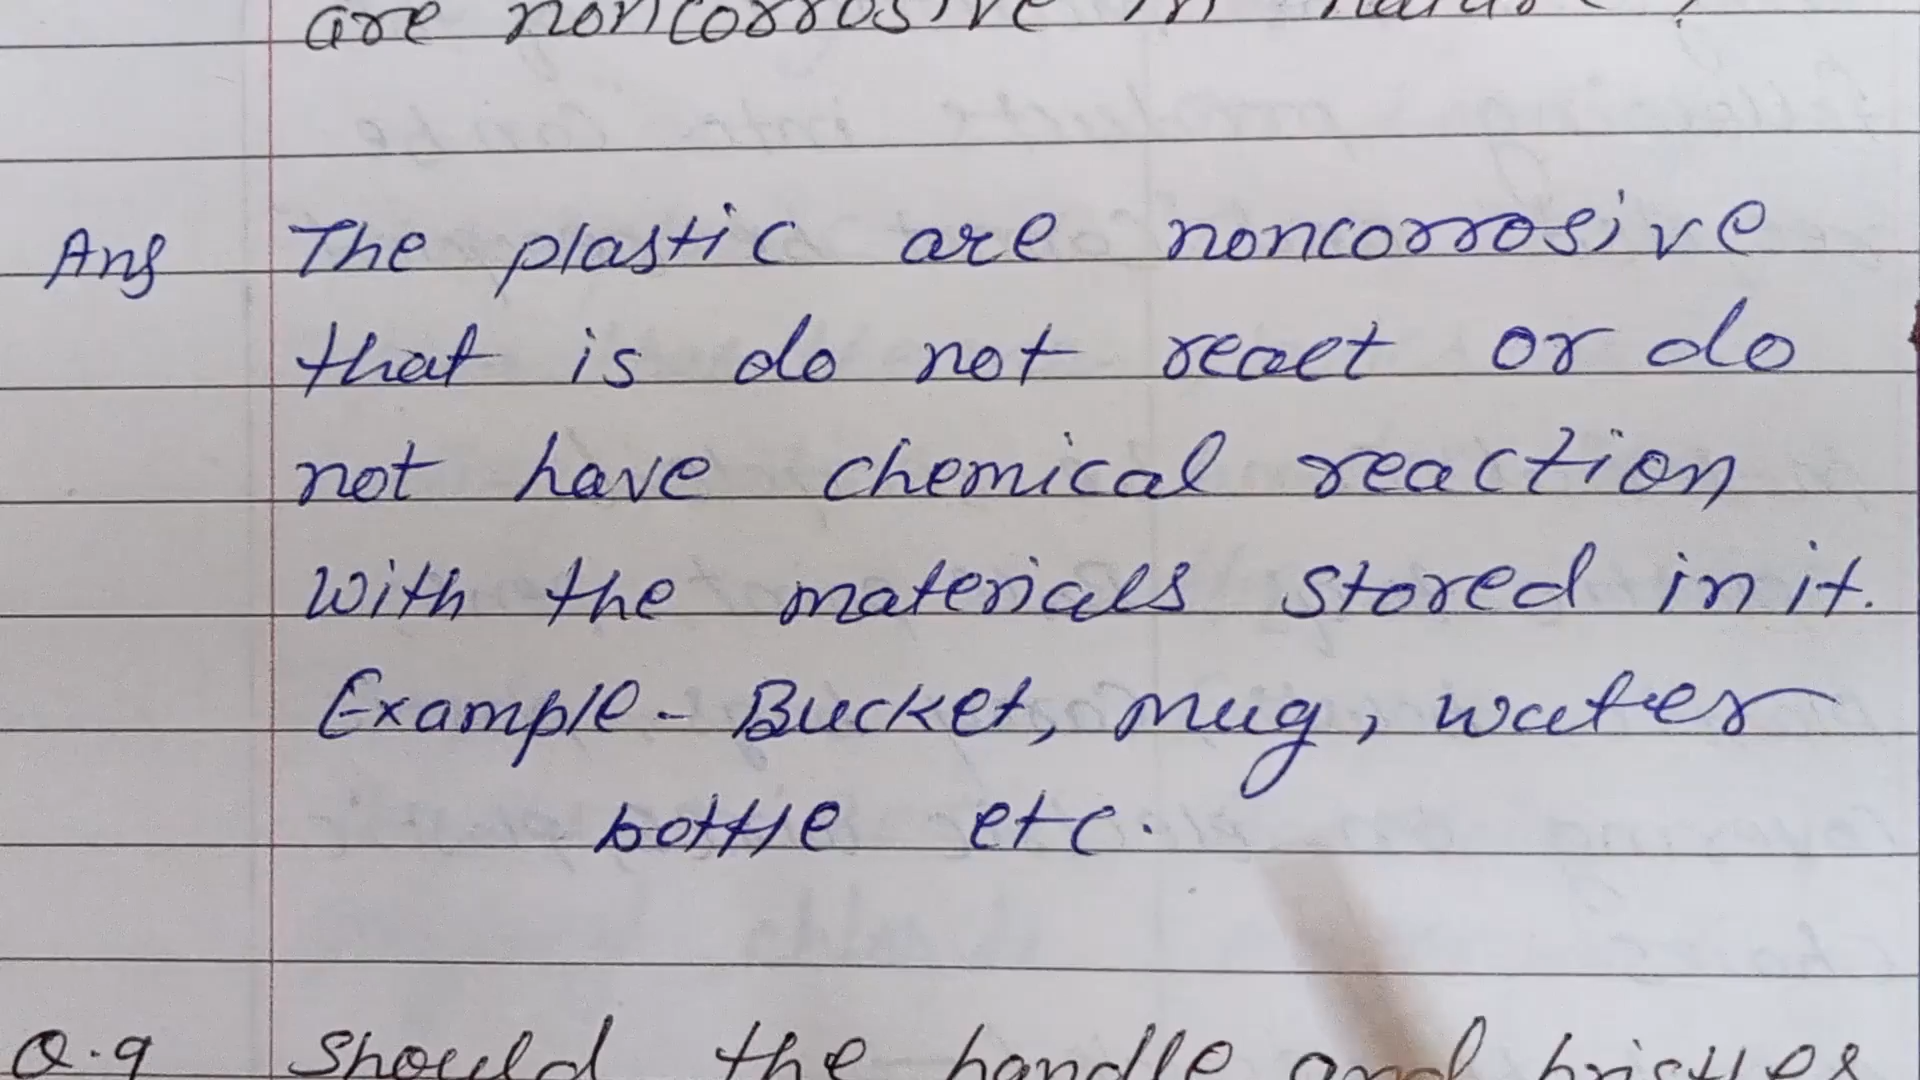 are noncorrosive in nature?
Ans The plastic are noncorrosive
that is do not react or do
not have chemical reaction
with the materials stored in it.
Example - Bucket, mug, water
bottle etc.
Q.9 Should the handle and bristles